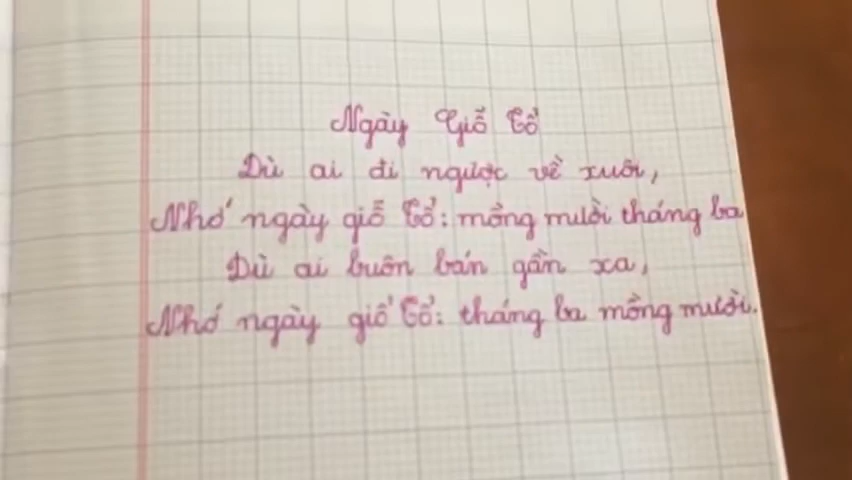 Ngày Giỗ Tổ
Dù ai đi ngược về xuôi,
Nhớ ngày giỗ Tổ: mồng mười tháng ba
Dù ai buôn bán gần xa,
Nhớ ngày giổ Tổ: tháng ba mồng mười.